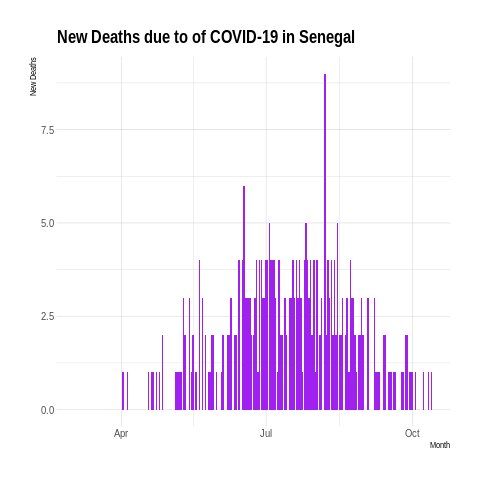 New Deaths due to of COVID-19 in Senegal
New Deaths
7.5
5.0
2.5
0.0
Apr
Jul
Oct
Month